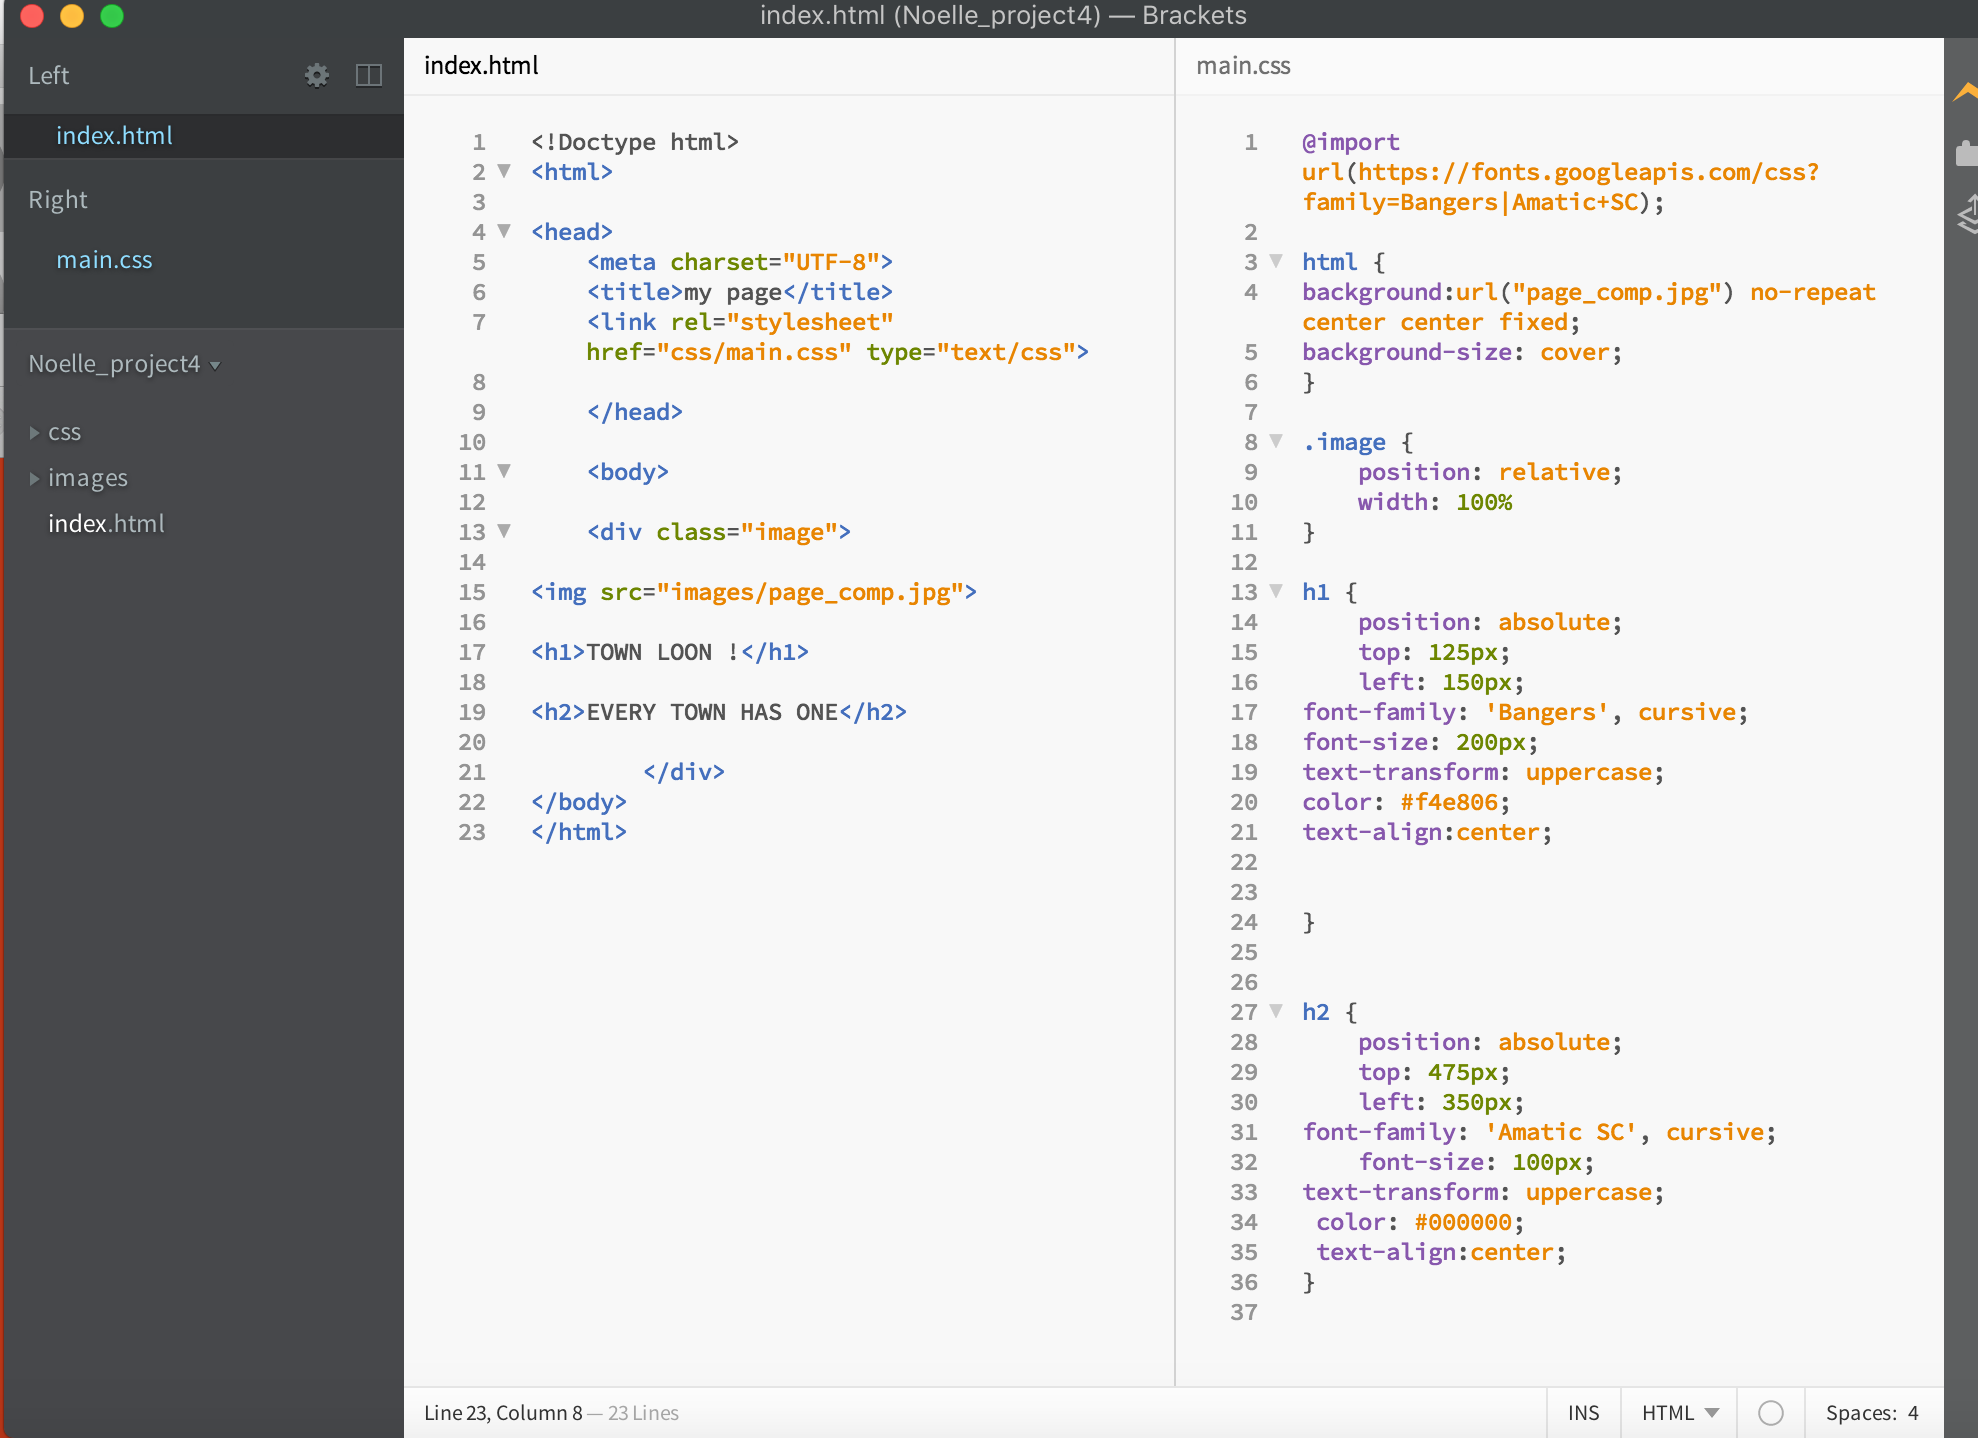 index.html (Noelle_project4) — Brackets
Left
index.html
Right
main.css
Noelle_project4
css
images
index.html
index.html
1 <!Doctype html>
2 <html>
3
4 <head>
5 <meta charset="UTF-8">
6 <title>my page</title>
7 <link rel="stylesheet"
href="css/main.css" type="text/css">
8
9 </head>
10
11 <body>
12
13 <div class="image">
14
15 <img src="images/page_comp.jpg">
16
17 <h1>TOWN LOON !</h1>
18
19 <h2>EVERY TOWN HAS ONE</h2>
20
21 </div>
22 </body>
23 </html>
main.css
1 @import
url(https://fonts.googleapis.com/css?
family=Bangers|Amatic+SC);
2
3 html {
4 background:url("page_comp.jpg") no-repeat
center center fixed;
5 background-size: cover;
6 }
7
8 .image {
9 position: relative;
10 width: 100%
11 }
12
13 h1 {
14 position: absolute;
15 top: 125px;
16 left: 150px;
17 font-family: 'Bangers', cursive;
18 font-size: 200px;
19 text-transform: uppercase;
20 color: #f4e806;
21 text-align:center;
22
23
24 }
25
26
27 h2 {
28 position: absolute;
29 top: 475px;
30 left: 350px;
31 font-family: 'Amatic SC', cursive;
32 font-size: 100px;
33 text-transform: uppercase;
34 color: #000000;
35 text-align:center;
36 }
37
Line 23, Column 8 — 23 Lines
INS
HTML
Spaces: 4